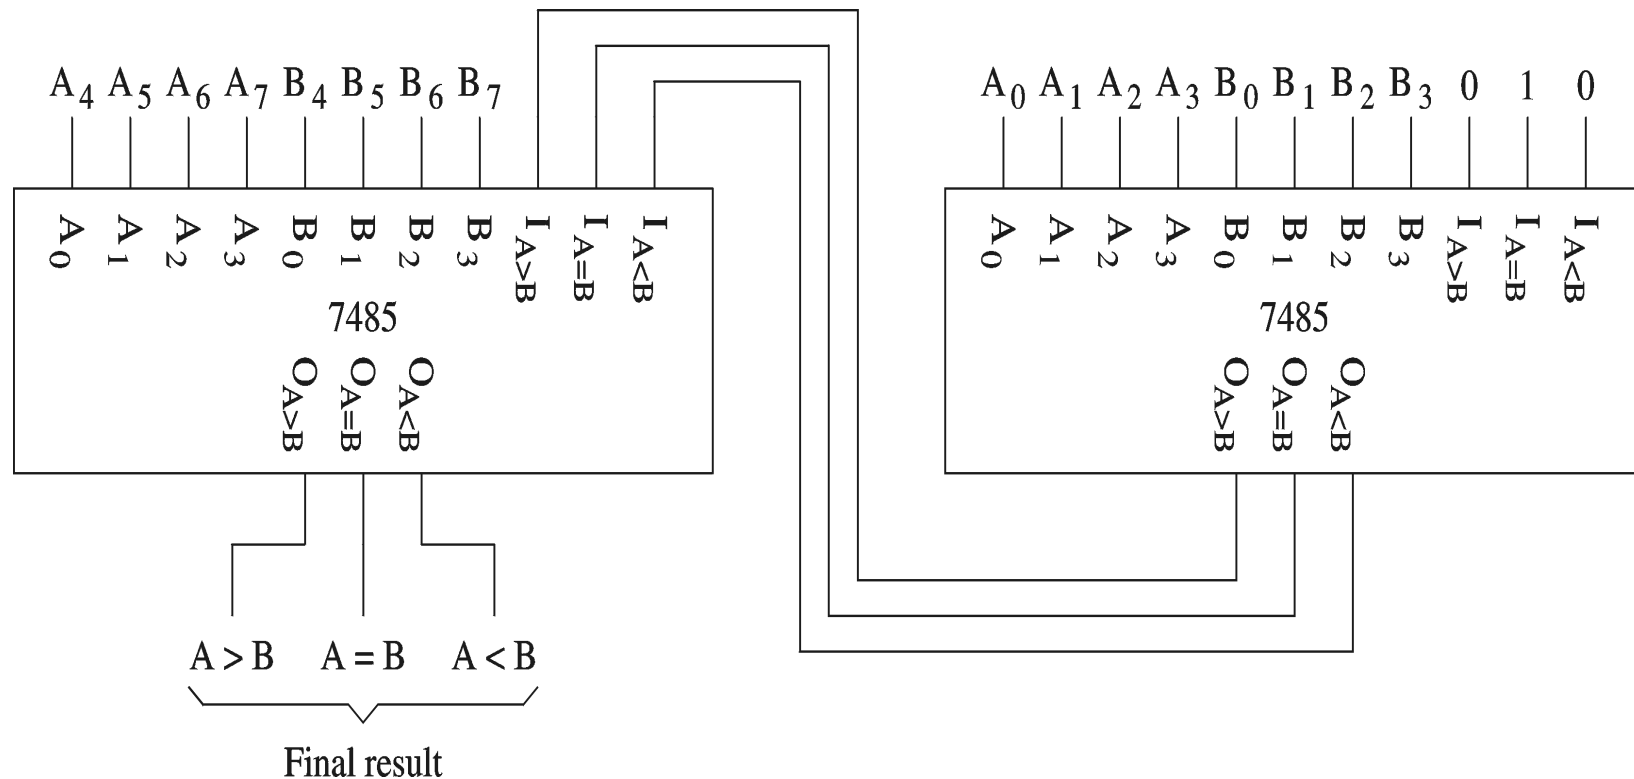 A4 A5 A6 A7 B4 B5 B6 B7
A0 A1 A2 A3 B0 B1 B2 B3 0 1 0
A0 A1 A2 A3 B0 B1 B2 B3 IA>B IA=B IA<B
7485
OA>B OA=B OA<B
A0 A1 A2 A3 B0 B1 B2 B3 IA>B IA=B IA<B
7485
OA>B OA=B OA<B
A > B A = B A < B
Final result